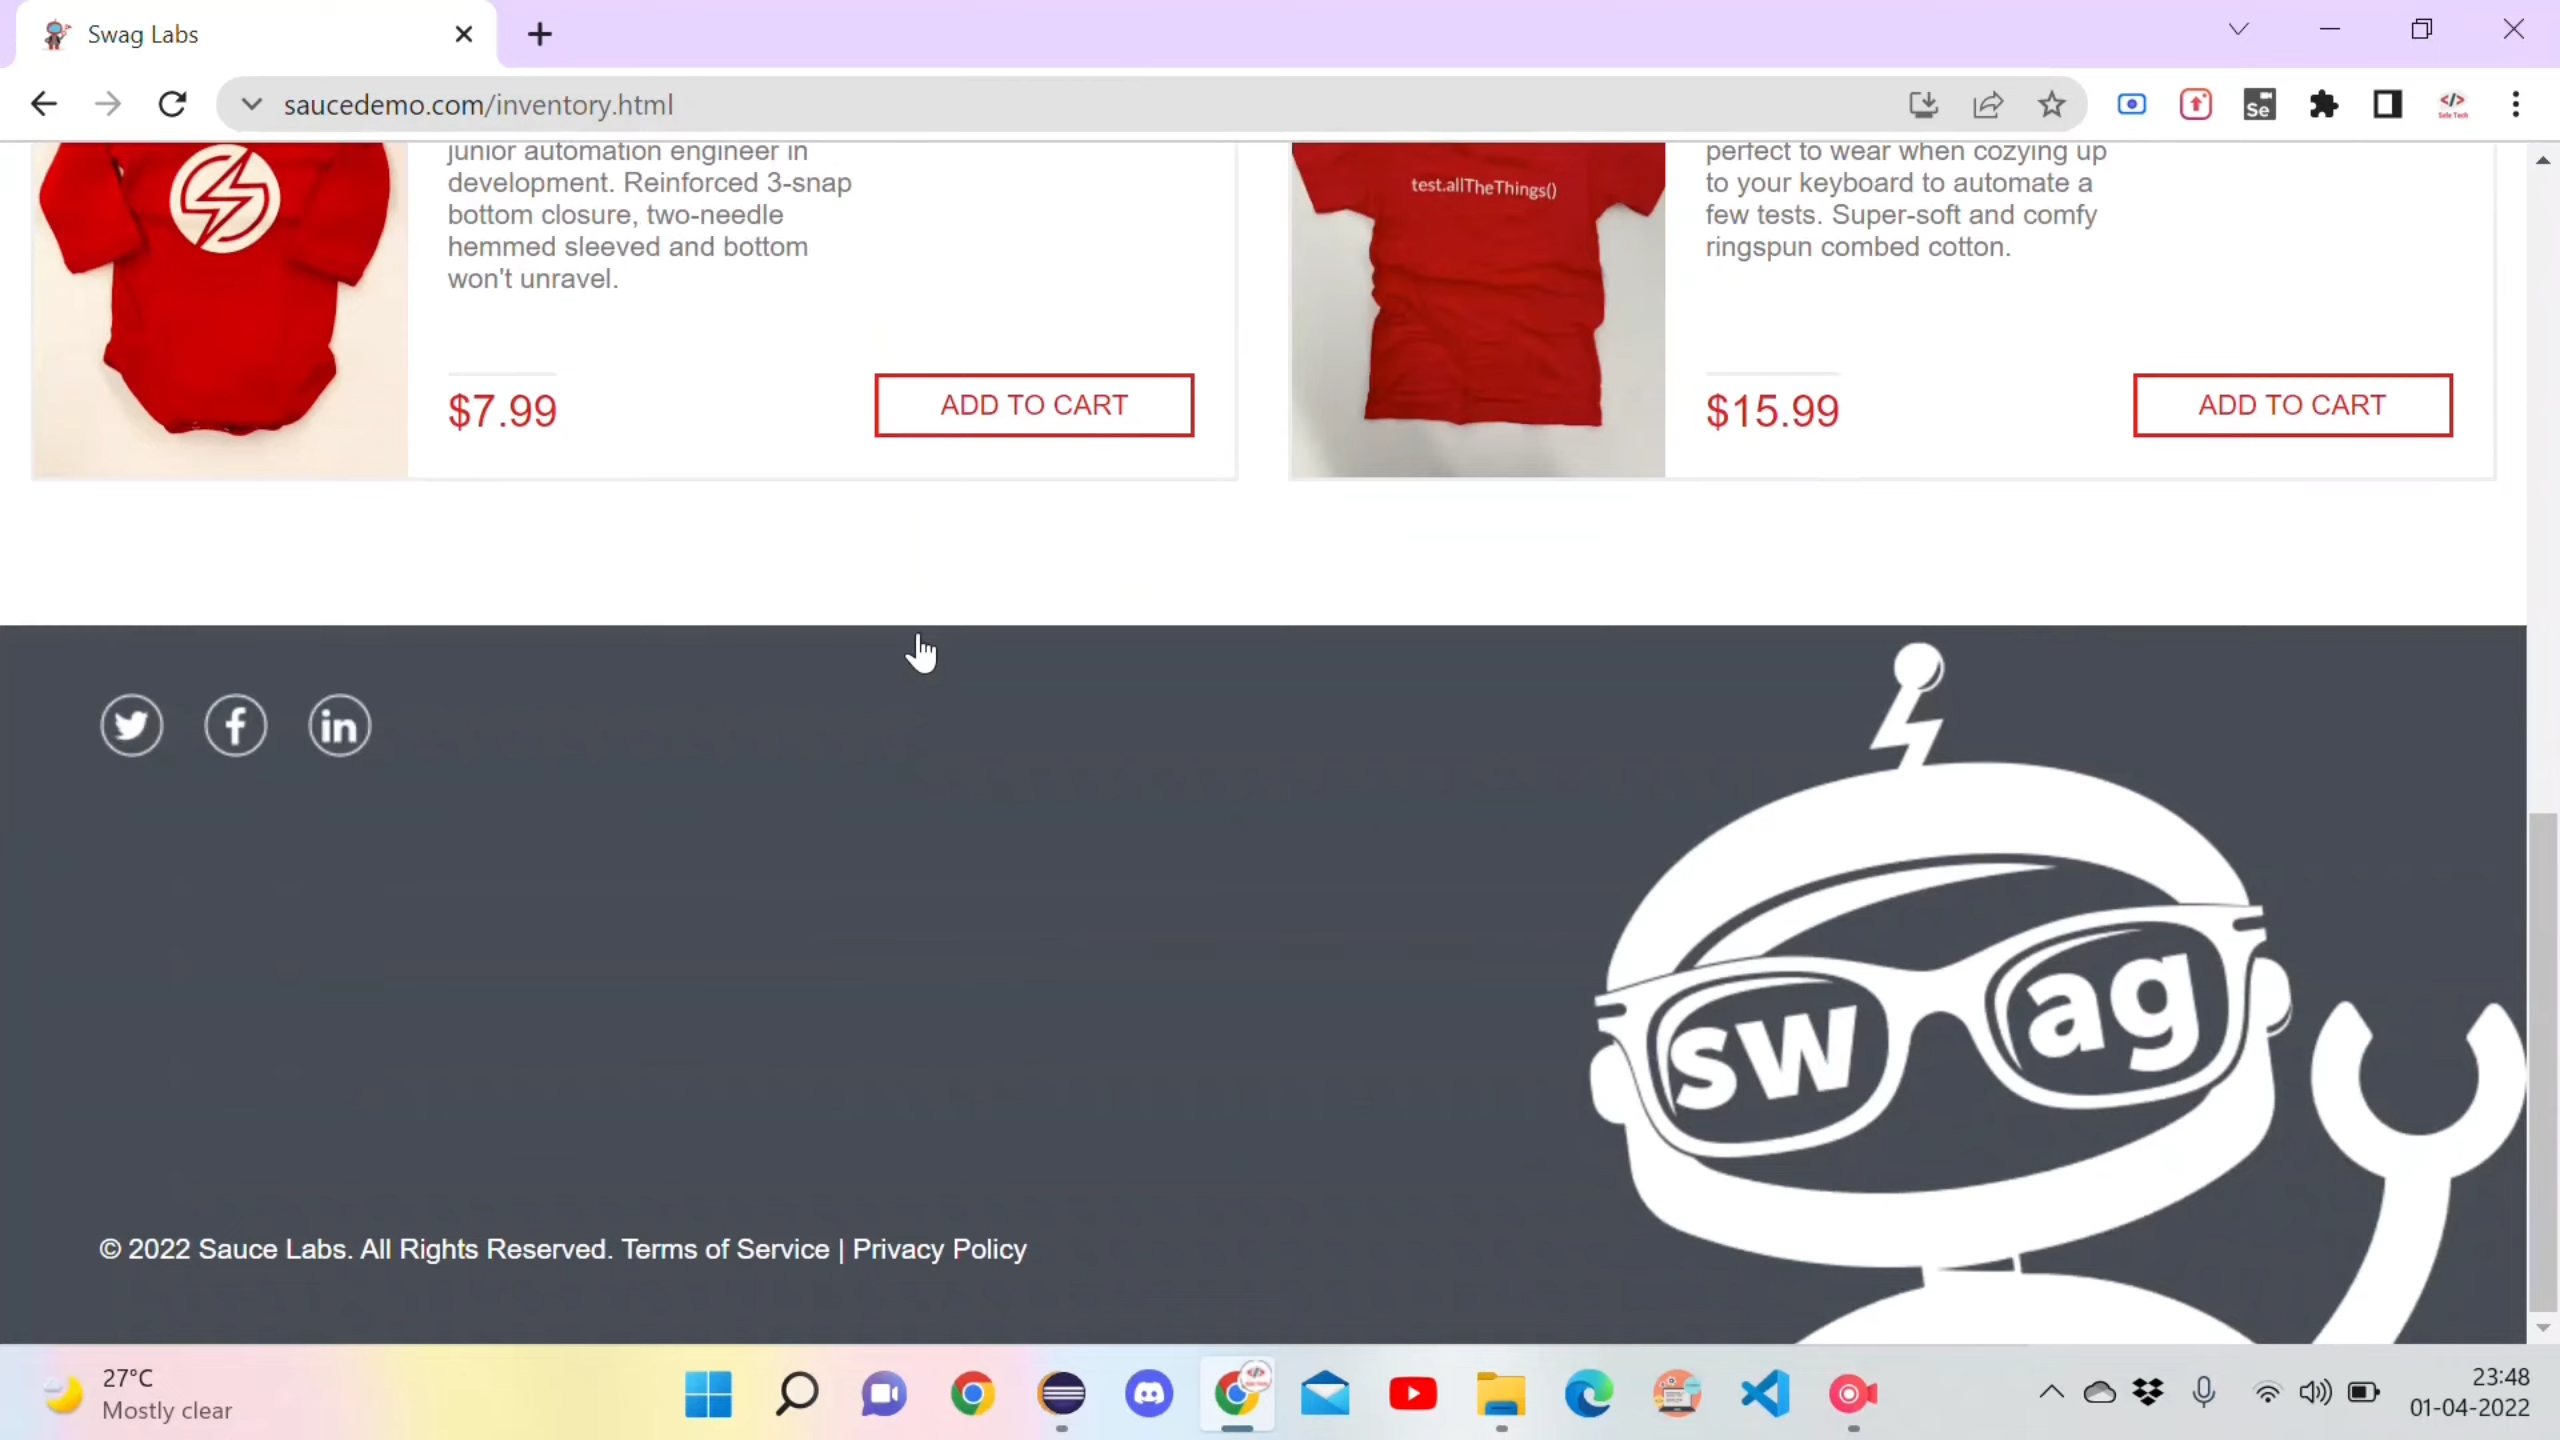 Swag Labs
saucedemo.com/inventory.html
Se
</>
Sele Tech
junior automation engineer in
development. Reinforced 3-snap
bottom closure, two-needle
hemmed sleeved and bottom
won't unravel.
$7.99
ADD TO CART
test.allTheThings()
perfect to wear when cozying up
to your keyboard to automate a
few tests. Super-soft and comfy
ringspun combed cotton.
$15.99
ADD TO CART
swag
© 2022 Sauce Labs. All Rights Reserved. Terms of Service | Privacy Policy
27°C
Mostly clear
23:48
01-04-2022